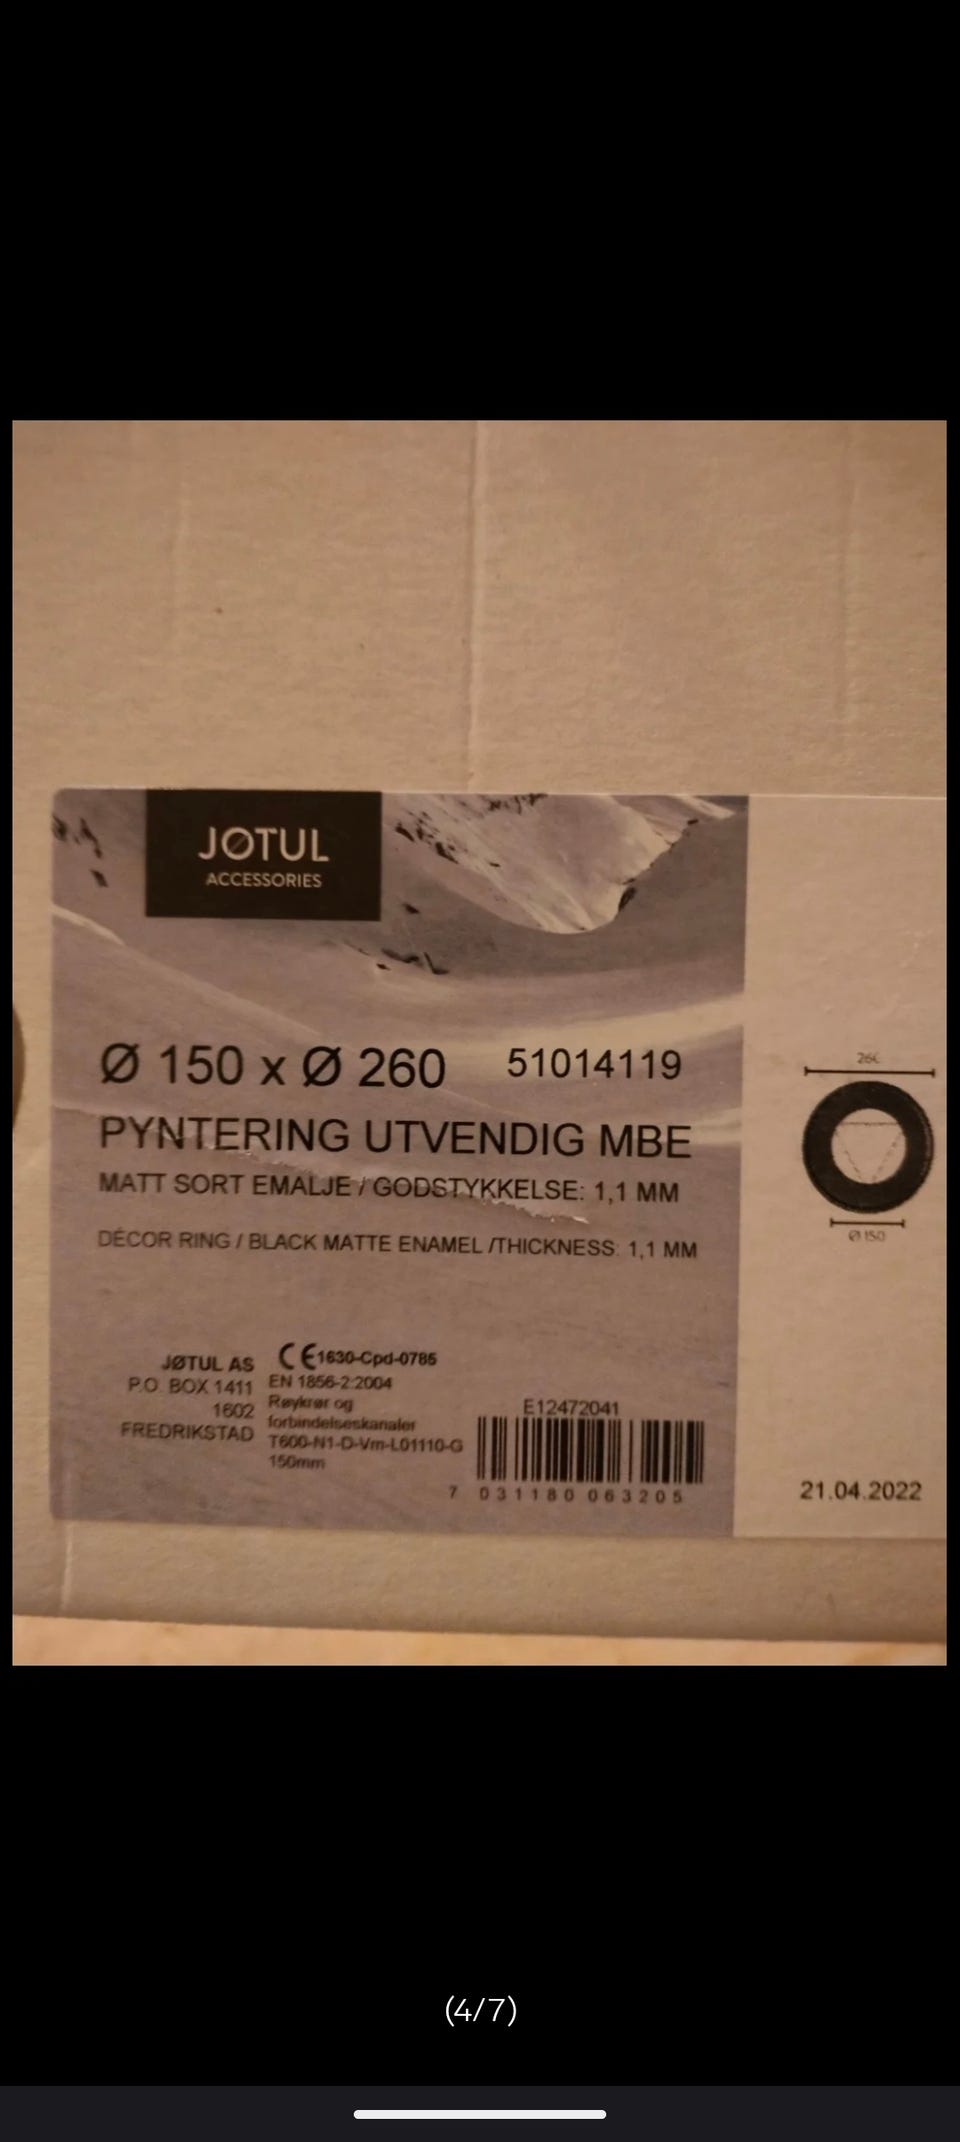 JØTUL
ACCESSORIES
Ø 150 x Ø 260 51014119
PYNTERING UTVENDIG MBE
MATT SORT EMALJE / GODSTYKKELSE: 1,1 MM
DÉCOR RING / BLACK MATTE ENAMEL /THICKNESS: 1,1 MM
260
Ø 150
JØTUL AS
P.O. BOX 1411
1602
FREDRIKSTAD
CE 1630-Cpd-0785
EN 1856-2:2004
Røykrør og
forbindelseskanaler
T600-N1-D-Vm-L01110-G
150mm
E12472041
7 031180 063205
21.04.2022
(4/7)